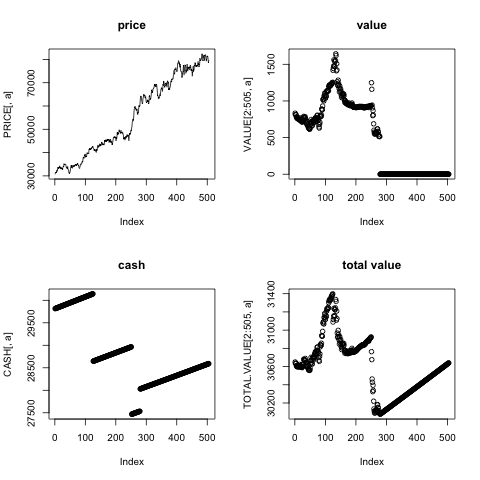 price
PRICE[, a]
30000 50000 70000
0 100 200 300 400 500
Index
value
VALUE[2:505, a]
0 500 1000 1500
0 100 200 300 400 500
Index
cash
CASH[, a]
27500 28500 29500
0 100 200 300 400 500
Index
total value
TOTAL.VALUE[2:505, a]
30200 30600 31000 31400
0 100 200 300 400 500
Index